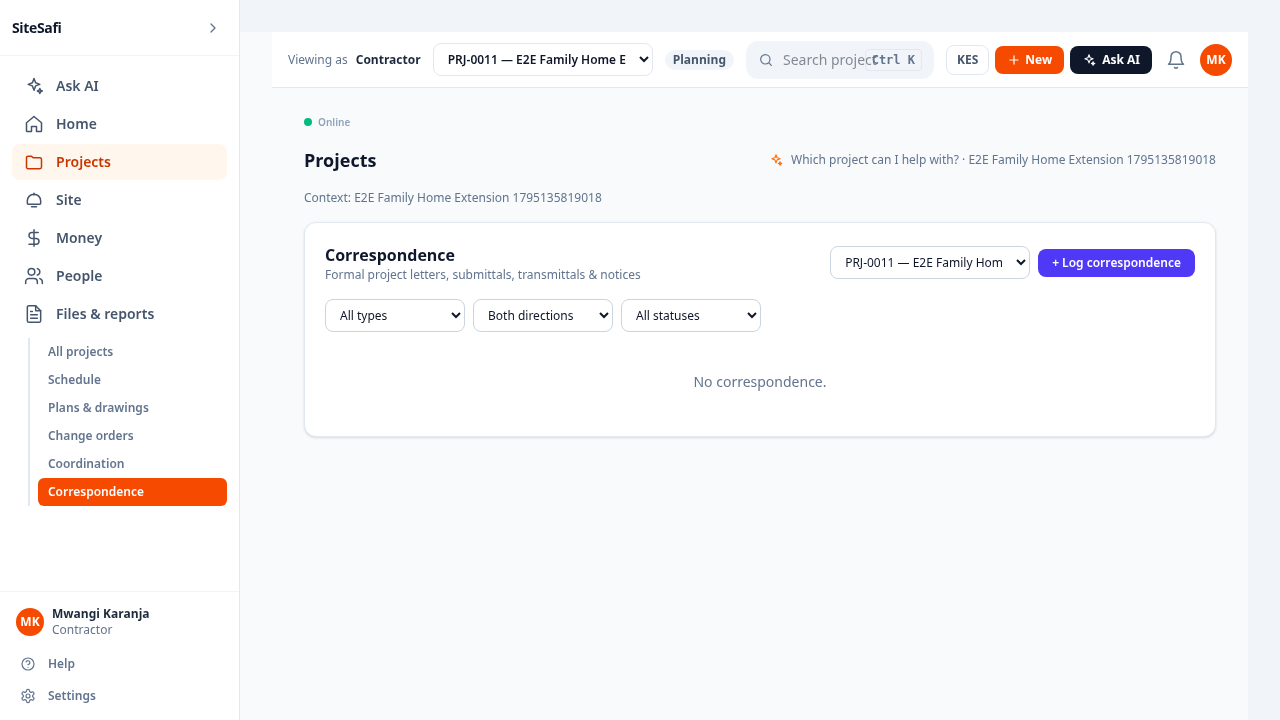 SiteSafi
Ask AI
Home
Projects
Site
Money
People
Files & reports
All projects
Schedule
Plans & drawings
Change orders
Coordination
Correspondence
MK
Mwangi Karanja
Contractor
Help
Settings
Viewing as Contractor
PRJ-0011 — E2E Family Home E
Planning
Search project
Ctrl K
KES
New
Ask AI
MK
Online
Projects
Which project can I help with? · E2E Family Home Extension 1795135819018
Context: E2E Family Home Extension 1795135819018
Correspondence
Formal project letters, submittals, transmittals & notices
PRJ-0011 — E2E Family Hom
+ Log correspondence
All types
Both directions
All statuses
No correspondence.